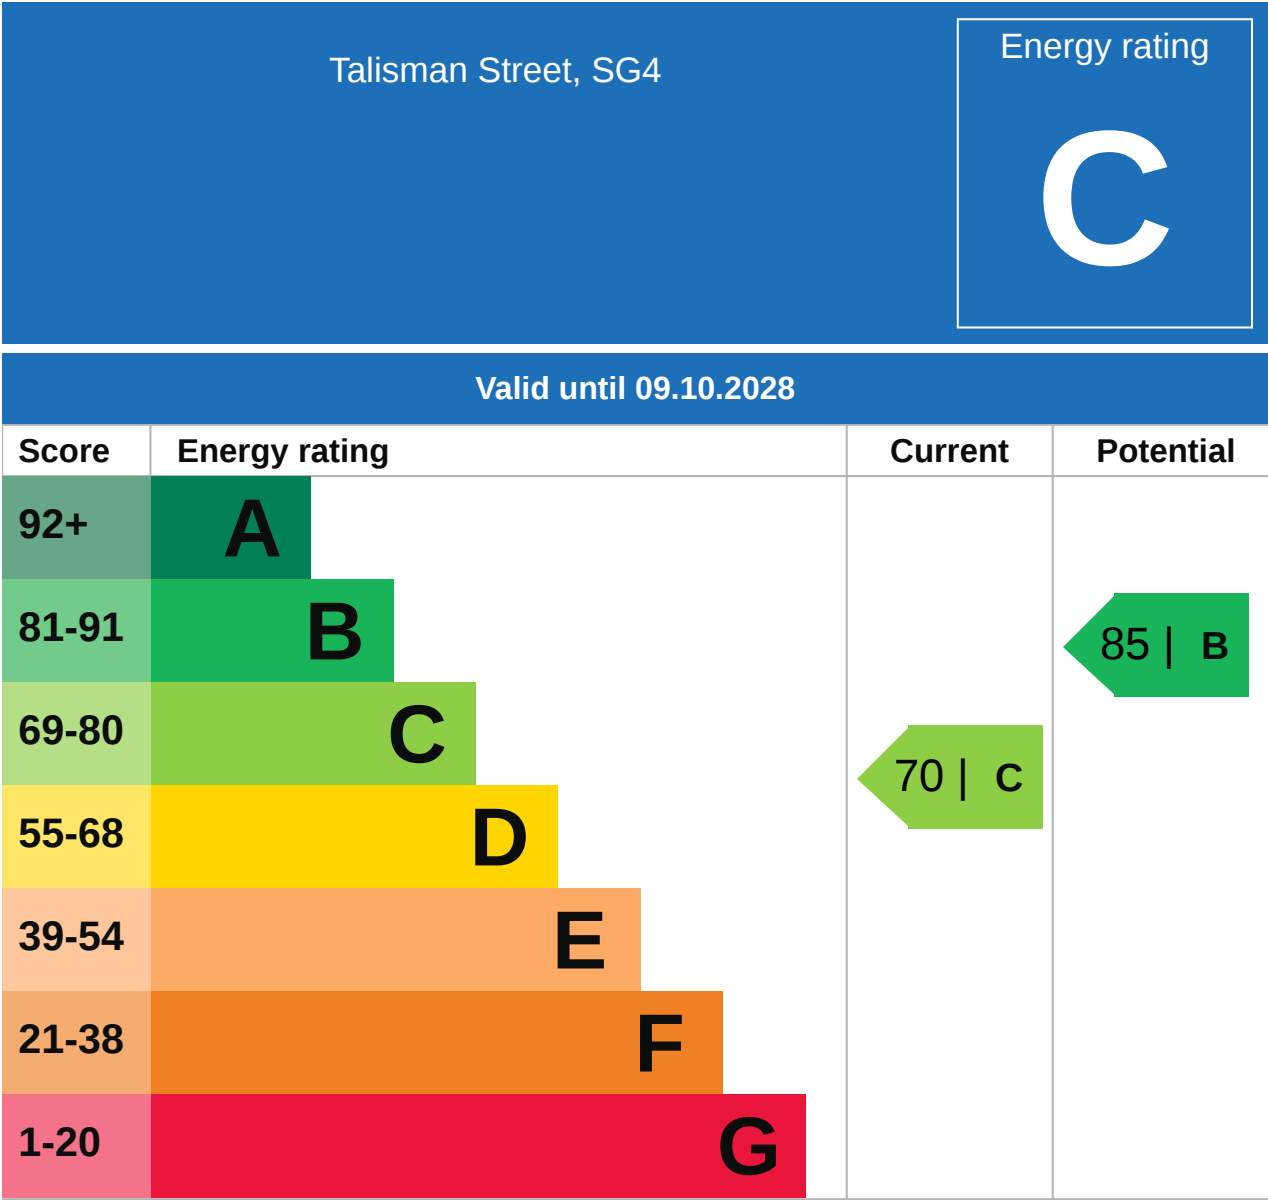 Talisman Street, SG4
Energy rating
C
Valid until 09.10.2028
Score Energy rating Current Potential
92+ A
81-91 B
85 | B
69-80 C
70 | C
55-68 D
39-54 E
21-38 F
1-20 G